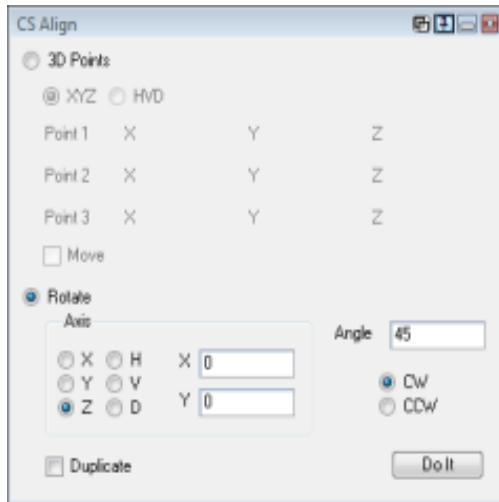 CS Align
3D Points
XYZ HVD
Point 1 X Y Z
Point 2 X Y Z
Point 3 X Y Z
Move
Rotate
Axis
Angle 45
X H X 0
Y V
CW
Z D Y 0
CCW
Duplicate
Do It